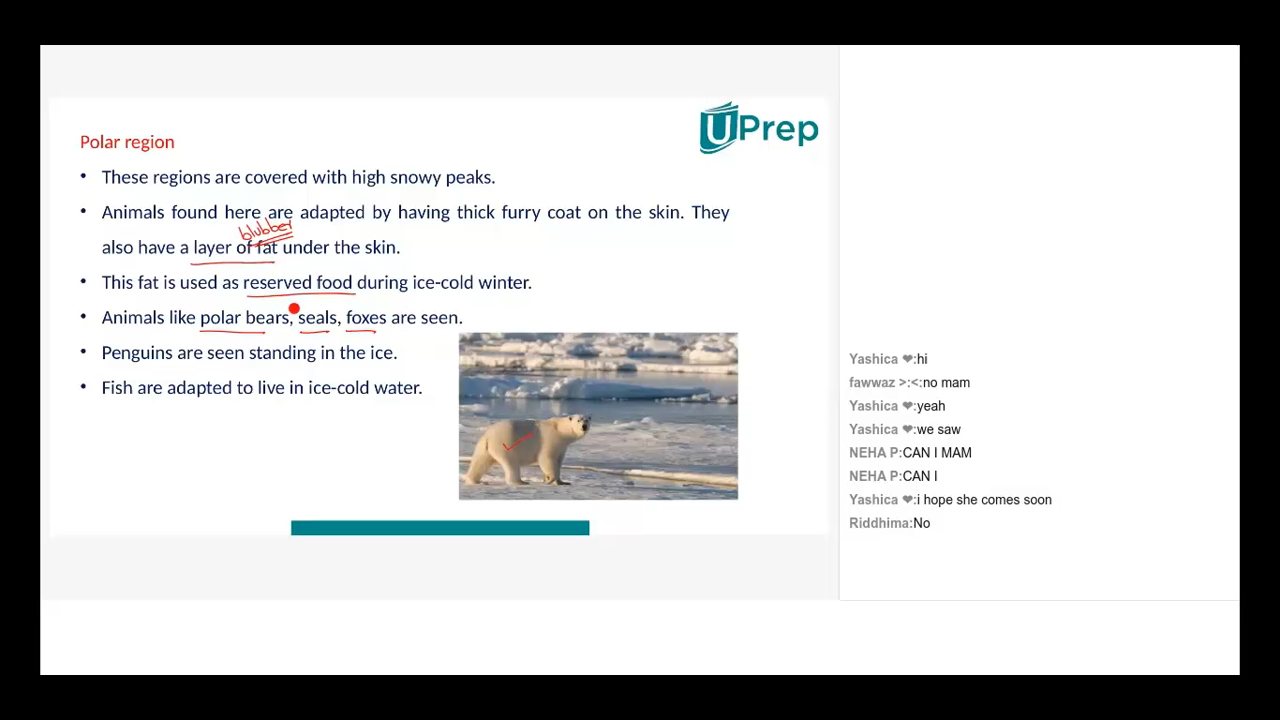 UPrep
Polar region
• These regions are covered with high snowy peaks.
• Animals found here are adapted by having thick furry coat on the skin. They
blubber
also have a layer of fat under the skin.
• This fat is used as reserved food during ice-cold winter.
• Animals like polar bears, seals, foxes are seen.
• Penguins are seen standing in the ice.
• Fish are adapted to live in ice-cold water.
Yashica ❤:hi
fawwaz >:<:no mam
Yashica ❤:yeah
Yashica ❤:we saw
NEHA P:CAN I MAM
NEHA P:CAN I
Yashica ❤:i hope she comes soon
Riddhima:No